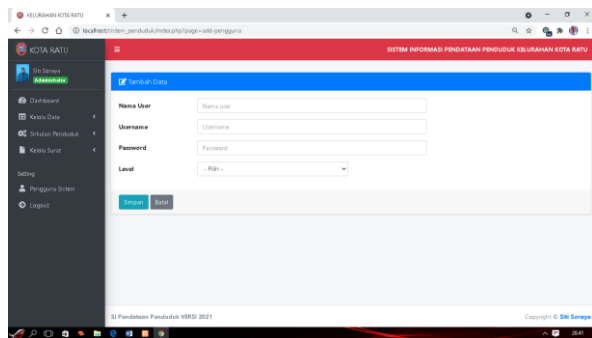 KELURAHAN KOTA RATU
localhost/sistem_penduduk/index.php?page=add-pengguna
KOTA RATU
SISTEM INFORMASI PENDATAAN PENDUDUK KELURAHAN KOTA RATU
Siti Soraya
Administrator
Tambah Data
Dashboard
Kelola Data
Sirkulasi Penduduk
Kelola Surat
Setting
Pengguna Sistem
Logout
Nama User
Nama user
Username
Username
Password
Password
Level
- Pilih -
Simpan
Batal
SI Pendataan Penduduk VERSI 2021
Copyright © Siti Soraya
20.41